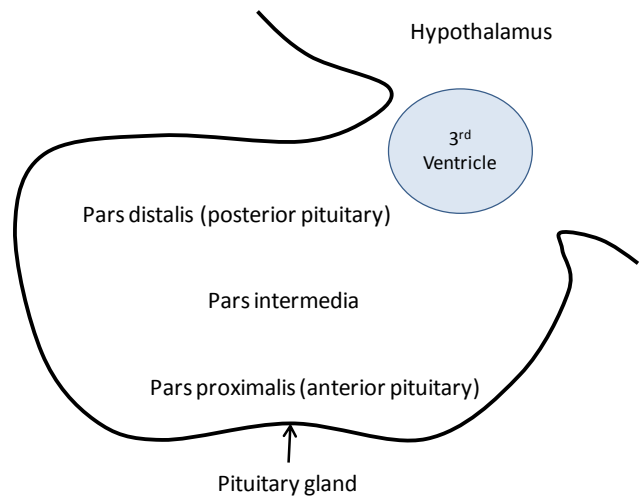 Hypothalamus
3rd
Ventricle
Pars distalis (posterior pituitary)
Pars intermedia
Pars proximalis (anterior pituitary)
Pituitary gland